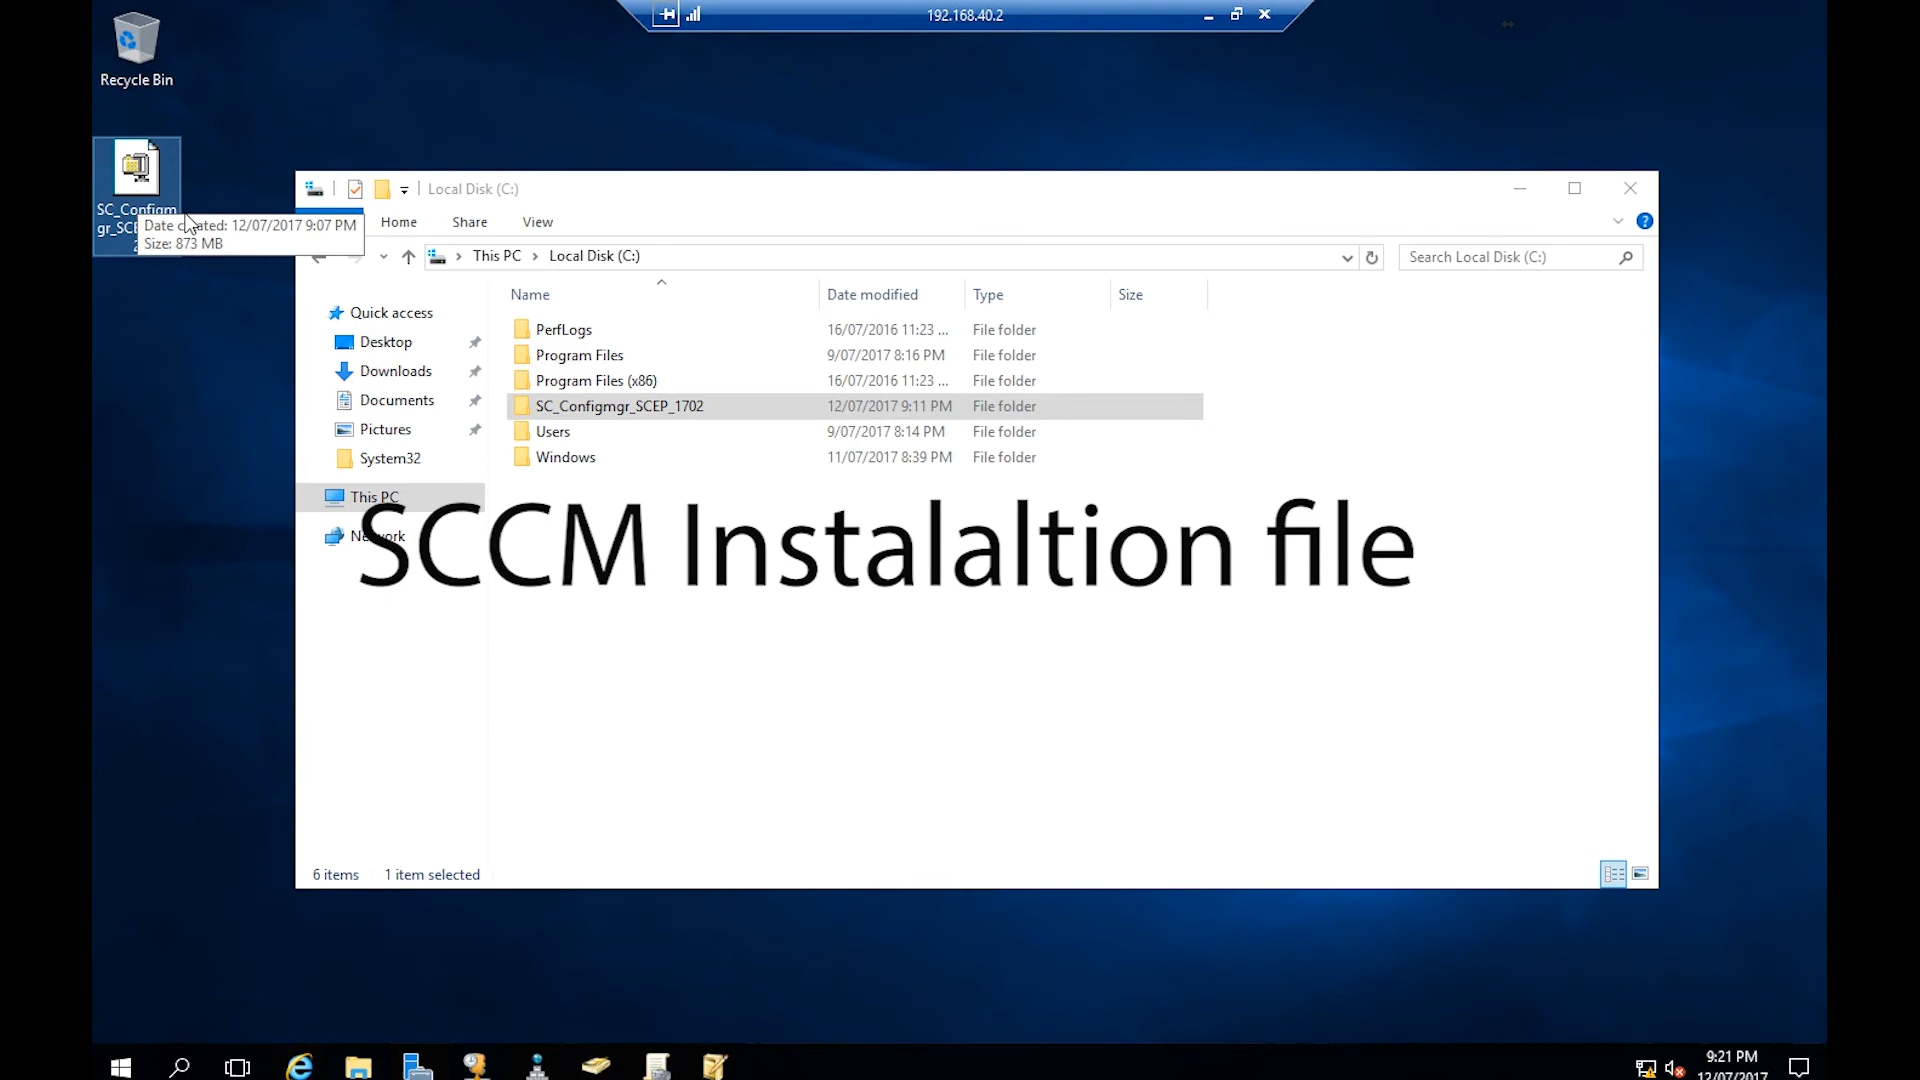 192.168.40.2
Recycle Bin
SC_Configm
gr_SCE
Date created: 12/07/2017 9:07 PM
Size: 873 MB
Local Disk (C:)
Home Share View
This PC Local Disk (C:)
Search Local Disk (C:)
Name Date modified Type Size
Quick access
Desktop
Downloads
Documents
Pictures
System32
This PC
Network
PerfLogs 16/07/2016 11:23 ... File folder
Program Files 9/07/2017 8:16 PM File folder
Program Files (x86) 16/07/2016 11:23 ... File folder
SC_Configmgr_SCEP_1702 12/07/2017 9:11 PM File folder
Users 9/07/2017 8:14 PM File folder
Windows 11/07/2017 8:39 PM File folder
SCCM Instalaltion file
6 items 1 item selected
9:21 PM
12/07/2017